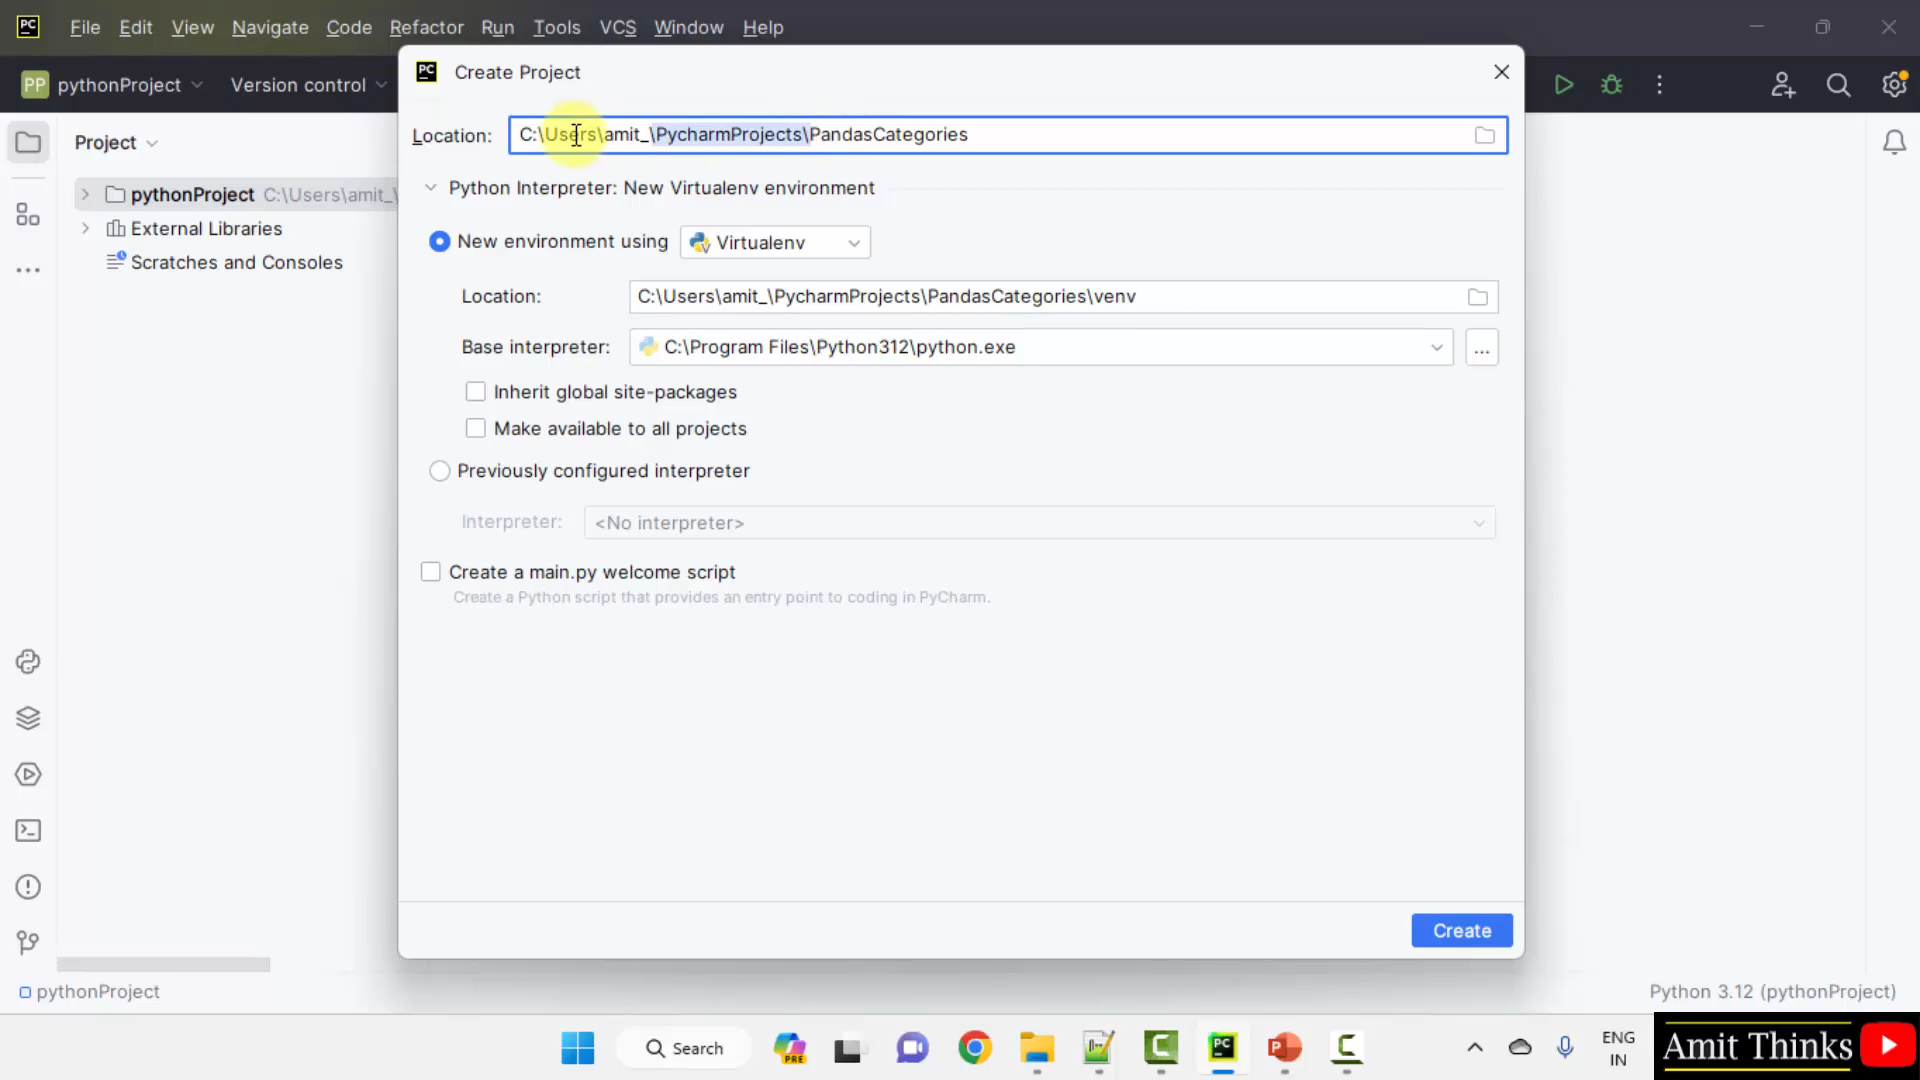 PC File Edit View Navigate Code Refactor Run Tools VCS Window Help
PP pythonProject Version control
PC Create Project
Project
pythonProject C:\Users\amit_\
External Libraries
Scratches and Consoles
Location: C:\Users\amit_\PycharmProjects\PandasCategories
Python Interpreter: New Virtualenv environment
New environment using Virtualenv
Location: C:\Users\amit_\PycharmProjects\PandasCategories\venv
Base interpreter: C:\Program Files\Python312\python.exe
...
Inherit global site-packages
Make available to all projects
Previously configured interpreter
Interpreter: <No interpreter>
Create a main.py welcome script
Create a Python script that provides an entry point to coding in PyCharm.
Create
pythonProject
Python 3.12 (pythonProject)
Search
PRE
PC
ENG
IN
Amit Thinks